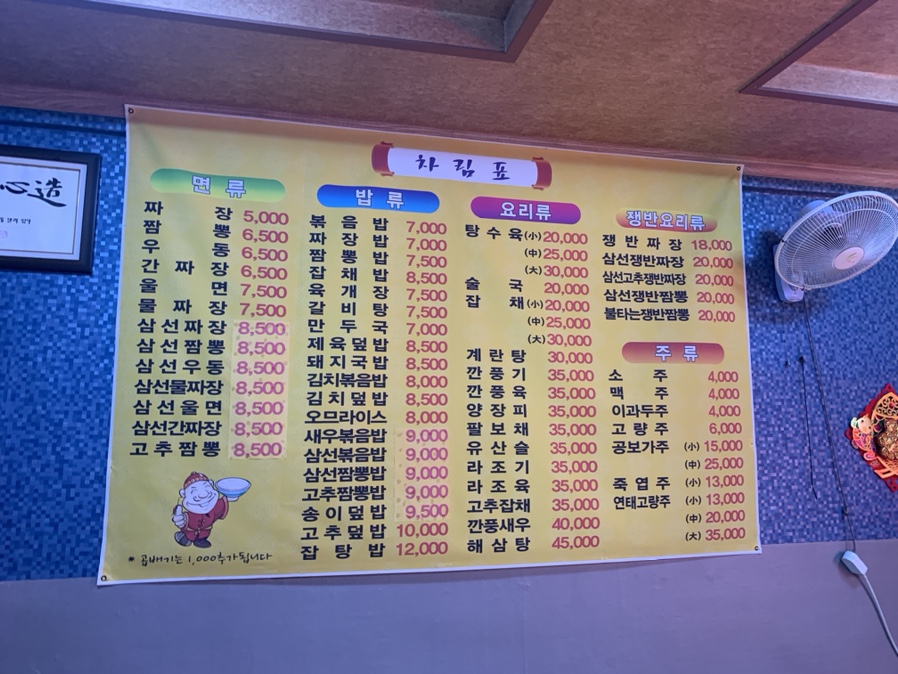 차림표
면류
짜장 5,000
짬뽕 6,500
우동 6,500
간짜장 6,500
울면 7,500
물짜장 7,500
삼선짜장 8,500
삼선짬뽕 8,500
삼선우동 8,500
삼선물짜장 8,500
삼선울면 8,500
삼선간짜장 8,500
고추짬뽕 8,500
* 곱배기는 1,000추가됩니다
밥류
볶음밥 7,000
짜장밥 7,000
짬뽕밥 7,500
잡채밥 8,500
육개장 7,500
갈비탕 7,500
만두국 7,000
제육덮밥 8,500
돼지국밥 8,500
김치볶음밥 8,000
김치덮밥 8,500
오므라이스 8,000
새우볶음밥 9,000
삼선볶음밥 9,000
삼선짬뽕밥 9,000
고추짬뽕밥 9,000
송이덮밥 9,500
고추덮밥 10,000
잡탕밥 12,000
요리류
탕수육(小) 20,000
(中) 25,000
(大) 30,000
술국 20,000
잡채(小) 20,000
(中) 25,000
(大) 30,000
계란탕 30,000
깐풍기 35,000
깐풍육 35,000
양장피 35,000
팔보채 35,000
유산슬 35,000
라조기 35,000
라조육 35,000
고추잡채 35,000
깐풍새우 40,000
해삼탕 45,000
쟁반요리류
쟁반짜장 18,000
삼선쟁반짜장 20,000
삼선고추쟁반짜장 20,000
삼선쟁반짬뽕 20,000
불타는쟁반짬뽕 20,000
주류
소주 4,000
맥주 4,000
이과두주 4,000
고량주 6,000
공보가주 (小) 15,000
(中) 25,000
죽엽주 (小) 13,000
연태고량주 (小) 13,000
(中) 20,000
(大) 35,000
心造